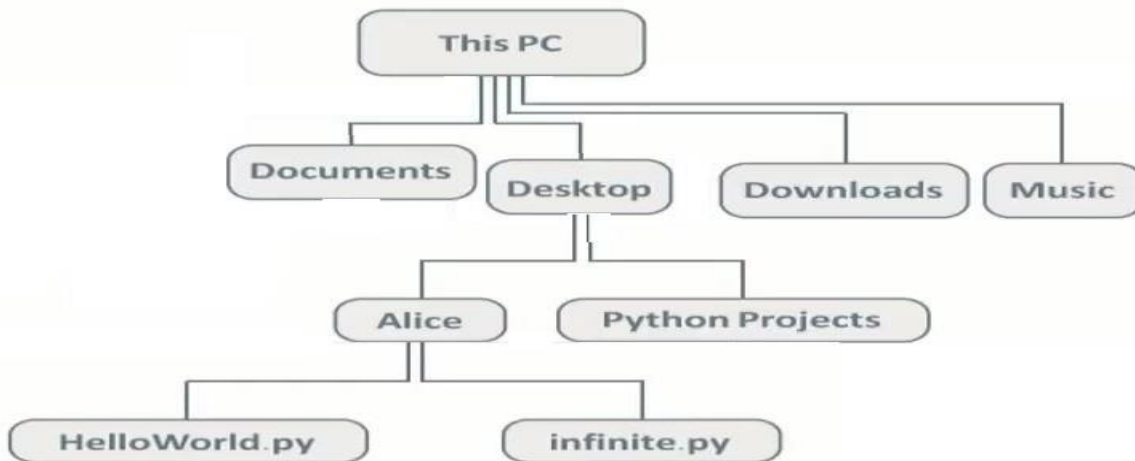 This PC
Documents
Desktop
Downloads
Music
Alice
Python Projects
HelloWorld.py
infinite.py